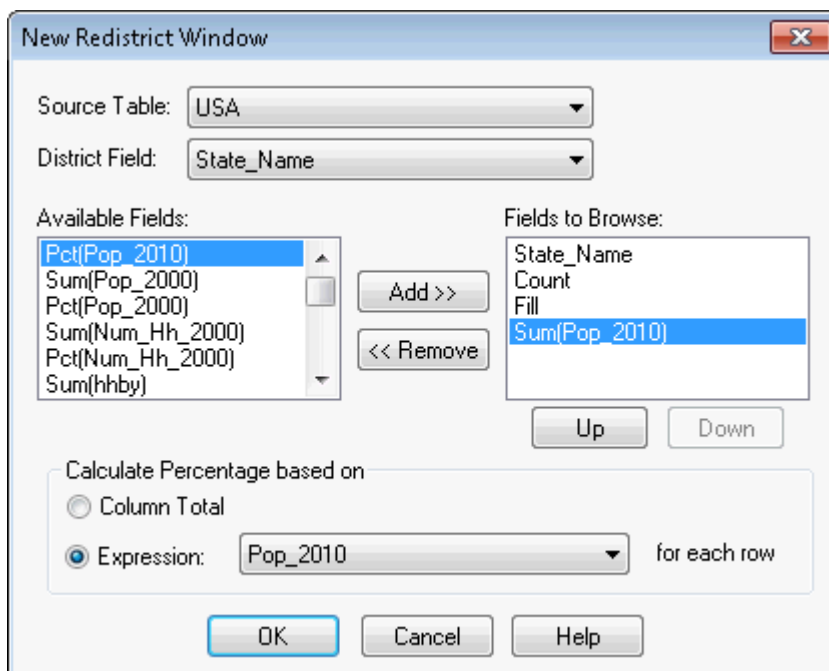 New Redistrict Window
Source Table: USA
District Field: State_Name
Available Fields:
Pct(Pop_2010)
Sum(Pop_2000)
Pct(Pop_2000)
Sum(Num_Hh_2000)
Pct(Num_Hh_2000)
Sum(hhby)
Add >>
<< Remove
Fields to Browse:
State_Name
Count
Fill
Sum(Pop_2010)
Up Down
Calculate Percentage based on
Column Total
Expression: Pop_2010 for each row
OK Cancel Help